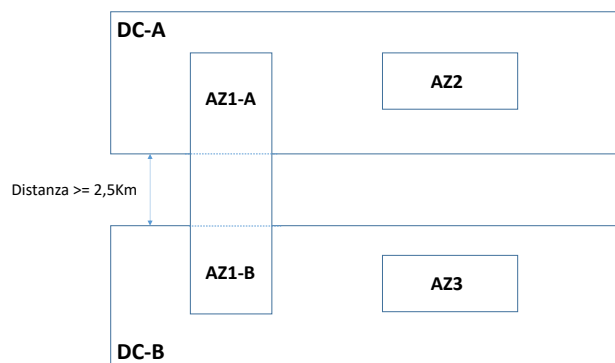 DC-A
AZ1-A
AZ2
Distanza >= 2,5Km
AZ1-B
AZ3
DC-B